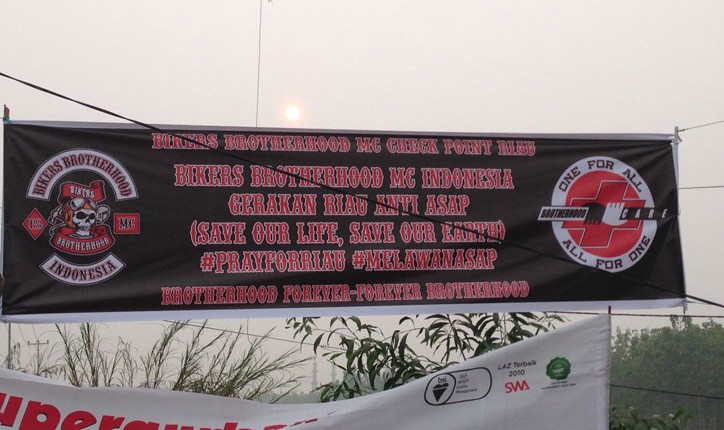 BIKERS BROTHERHOOD MC CHECK POINT RIAU
BIKERS BROTHERHOOD MC INDONESIA
GERAKAN RIAU ANTI ASAP
(SAVE OUR LIFE, SAVE OUR EARTH)
#PRAYFORRIAU #MELAWANASAP
BROTHERHOOD FOREVER-FOREVER BROTHERHOOD
BIKERS BROTHERHOOD
BIKERS
1%
MC
BROTHERHOOD
INDONESIA
ONE FOR ALL
BROTHERHOOD CARE
ALL FOR ONE
bsi.
LAZ Terbaik
2010
SWA